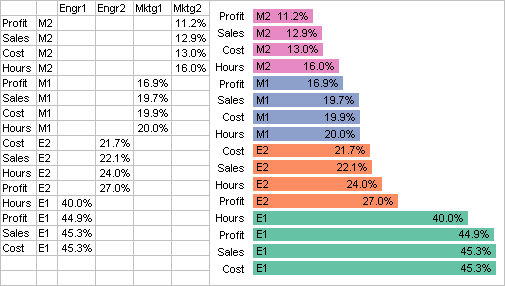 Engr1 Engr2 Mktg1 Mktg2
Profit M2 11.2%
Sales M2 12.9%
Cost M2 13.0%
Hours M2 16.0%
Profit M1 16.9%
Sales M1 19.7%
Cost M1 19.9%
Hours M1 20.0%
Cost E2 21.7%
Sales E2 22.1%
Hours E2 24.0%
Profit E2 27.0%
Hours E1 40.0%
Profit E1 44.9%
Sales E1 45.3%
Cost E1 45.3%
Profit M2 11.2%
Sales M2 12.9%
Cost M2 13.0%
Hours M2 16.0%
Profit M1 16.9%
Sales M1 19.7%
Cost M1 19.9%
Hours M1 20.0%
Cost E2 21.7%
Sales E2 22.1%
Hours E2 24.0%
Profit E2 27.0%
Hours E1 40.0%
Profit E1 44.9%
Sales E1 45.3%
Cost E1 45.3%